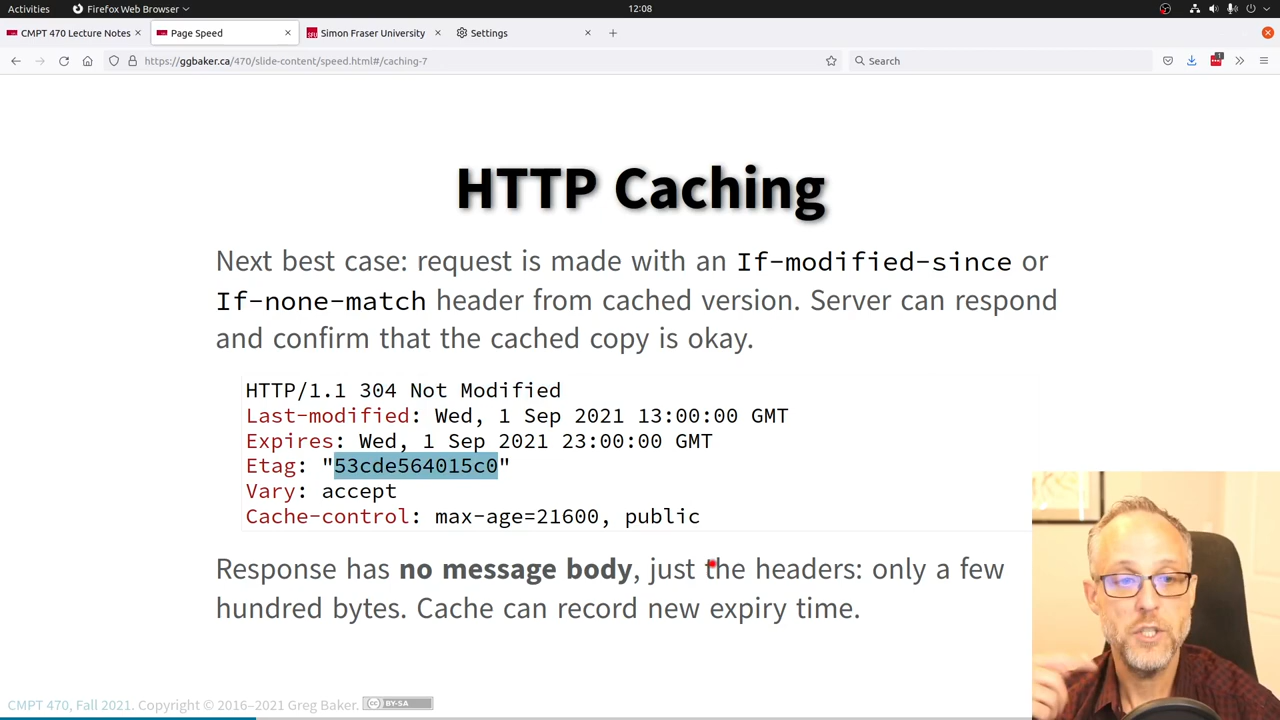 Activities Firefox Web Browser 12:08
CMPT 470 Lecture Notes × Page Speed × Simon Fraser University × Settings × +
https://ggbaker.ca/470/slide-content/speed.html#/caching-7 Search 1
HTTP Caching
Next best case: request is made with an If-modified-since or
If-none-match header from cached version. Server can respond
and confirm that the cached copy is okay.
HTTP/1.1 304 Not Modified
Last-modified: Wed, 1 Sep 2021 13:00:00 GMT
Expires: Wed, 1 Sep 2021 23:00:00 GMT
Etag: "53cde564015c0"
Vary: accept
Cache-control: max-age=21600, public
Response has no message body, just the headers: only a few
hundred bytes. Cache can record new expiry time.
CMPT 470, Fall 2021. Copyright © 2016–2021 Greg Baker. CC BY-SA